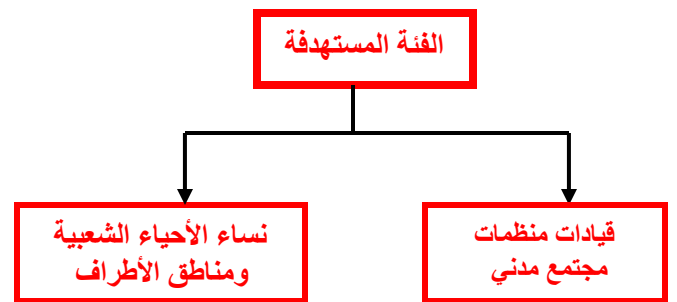 الفئة المستهدفة
قيادات منظمات
مجتمع مدني
نساء الأحياء الشعبية
ومناطق الأطراف